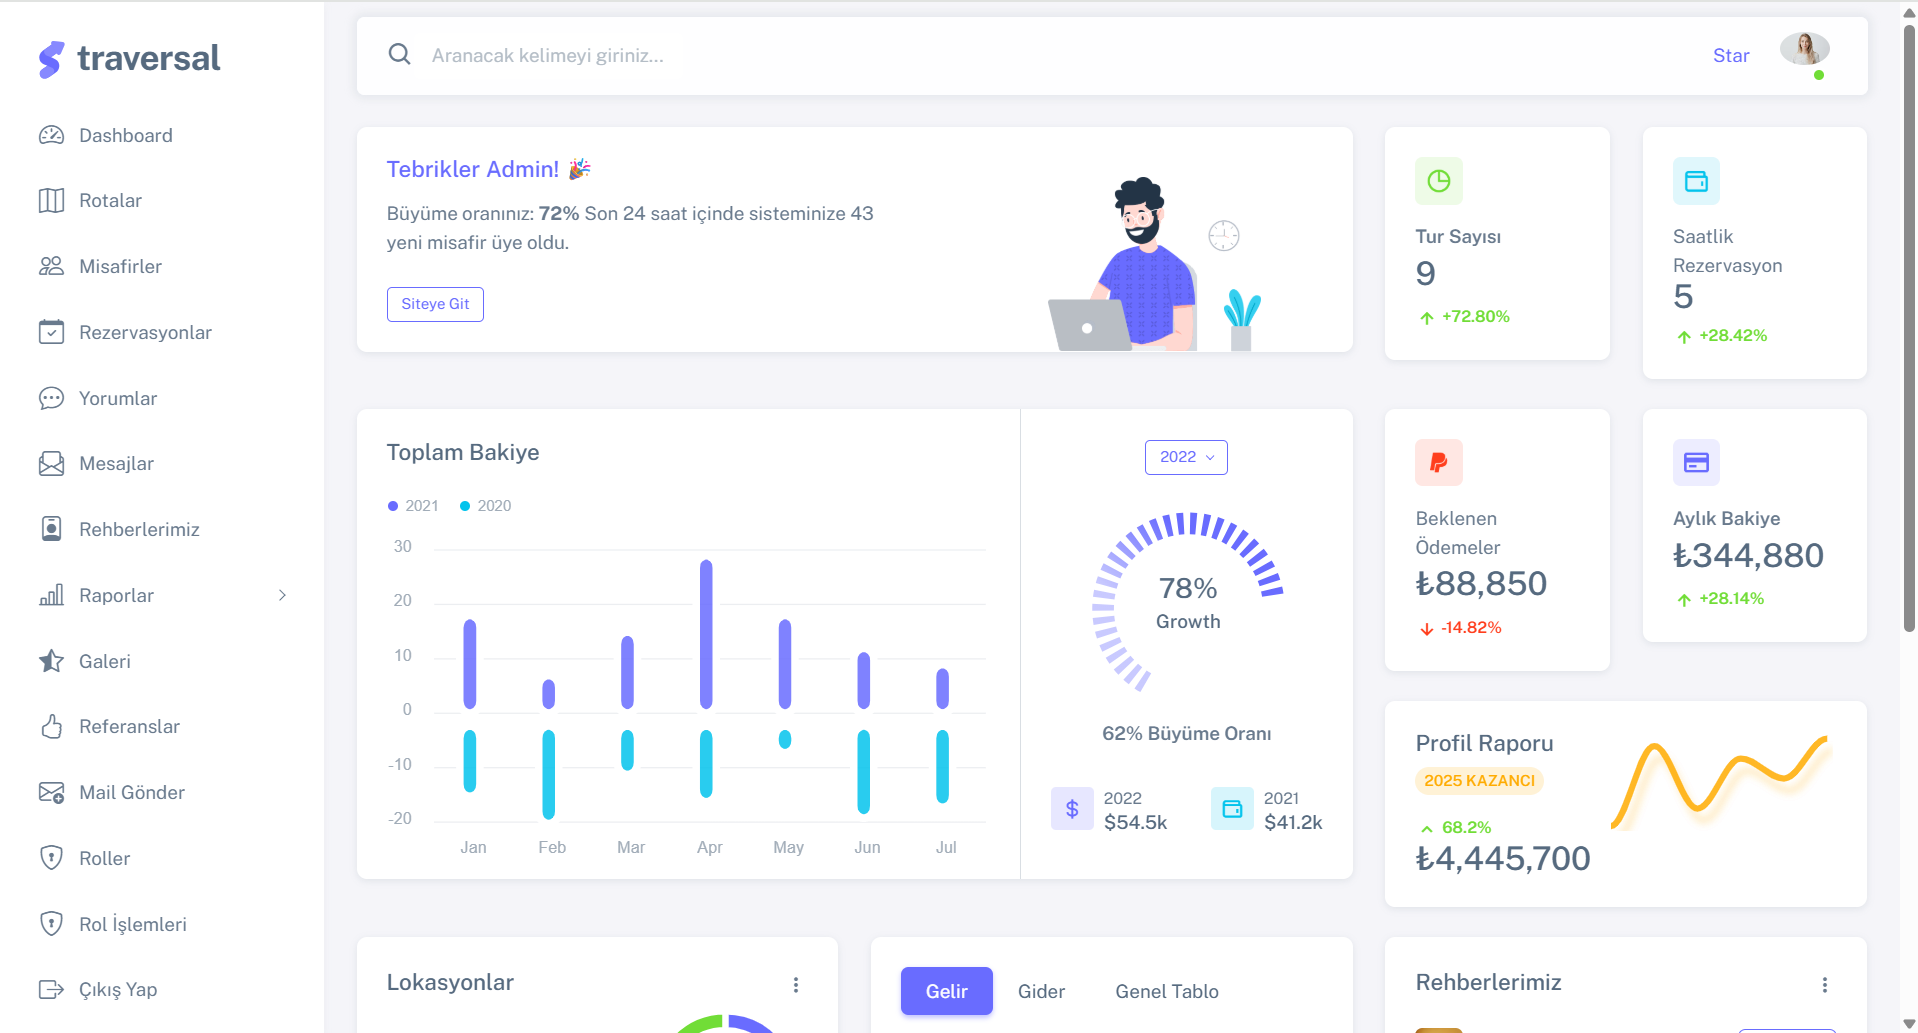 traversal
Dashboard
Rotalar
Misafirler
Rezervasyonlar
Yorumlar
Mesajlar
Rehberlerimiz
Raporlar
Galeri
Referanslar
Mail Gönder
Roller
Rol İşlemleri
Çıkış Yap
Aranacak kelimeyi giriniz...
Star
Tebrikler Admin! 🎉
Büyüme oranınız: 72% Son 24 saat içinde sisteminize 43
yeni misafir üye oldu.
Siteye Git
Tur Sayısı
9
+72.80%
Saatlik
Rezervasyon
5
+28.42%
Toplam Bakiye
2021 2020
30
20
10
0
-10
-20
Jan Feb Mar Apr May Jun Jul
2022
78%
Growth
62% Büyüme Oranı
2022
$54.5k
2021
$41.2k
Beklenen
Ödemeler
₺88,850
-14.82%
Aylık Bakiye
₺344,880
+28.14%
Profil Raporu
2025 KAZANCI
68.2%
₺4,445,700
Lokasyonlar
Gelir Gider Genel Tablo
Rehberlerimiz